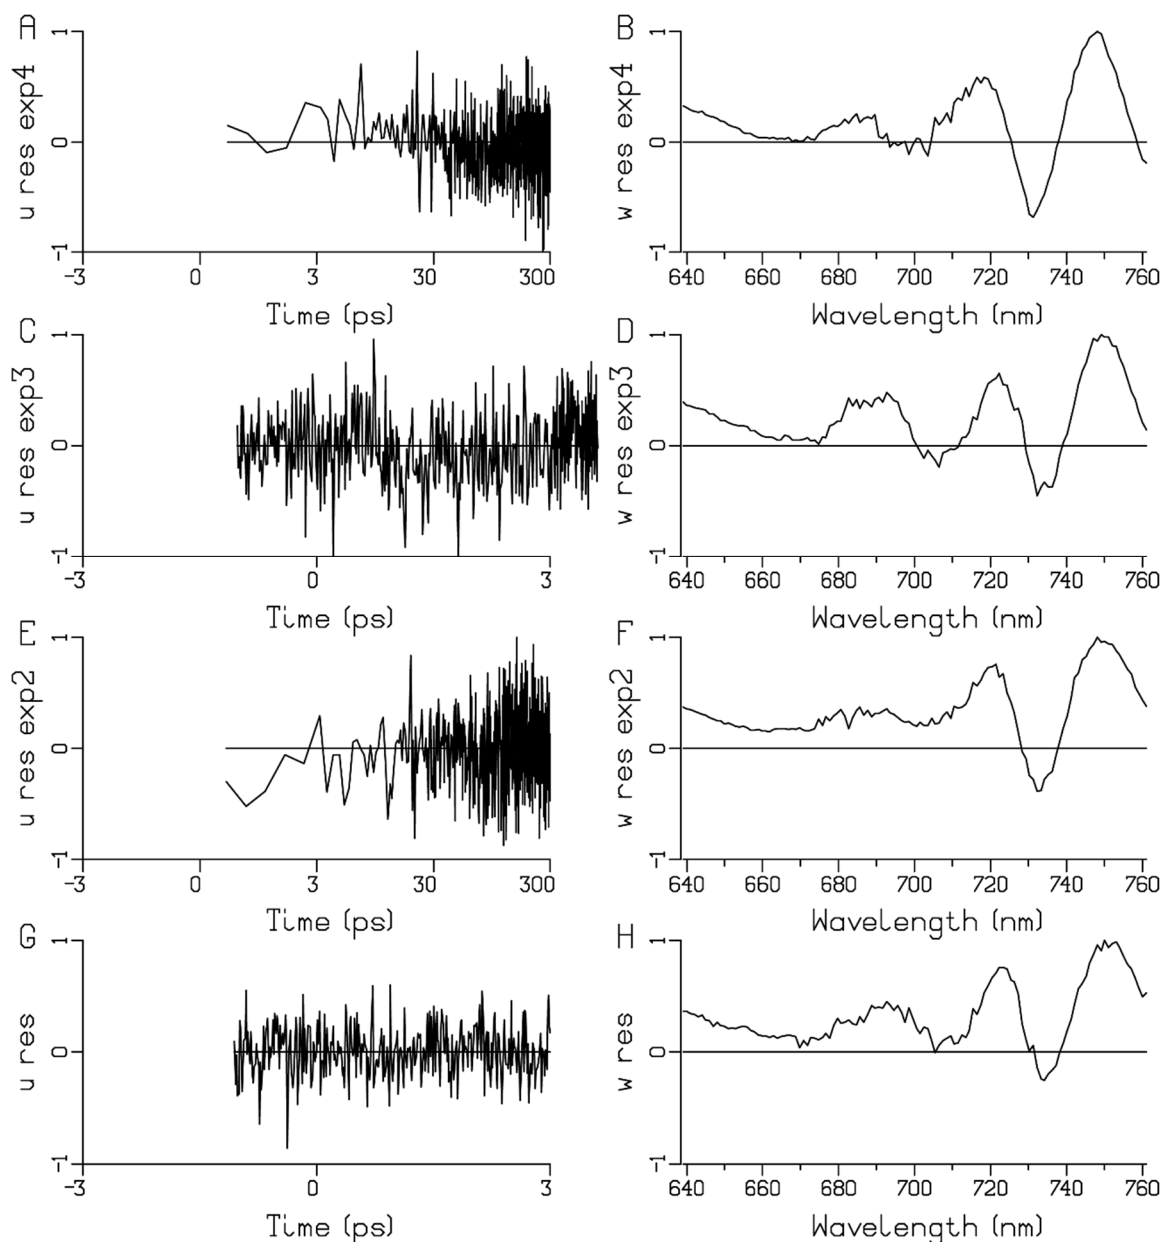 A
B
u res exp4
1
0
-1
-3 0 3 30 300
Time (ps)
w res exp4
1
0
-1
640 660 680 700 720 740 760
Wavelength (nm)
C
D
u res exp3
1
0
-1
-3 0 3
Time (ps)
w res exp3
1
0
-1
640 660 680 700 720 740 760
Wavelength (nm)
E
F
u res exp2
1
0
-1
-3 0 3 30 300
Time (ps)
w res exp2
1
0
-1
640 660 680 700 720 740 760
Wavelength (nm)
G
H
u res
1
0
-1
-3 0 3
Time (ps)
w res
1
0
-1
640 660 680 700 720 740 760
Wavelength (nm)